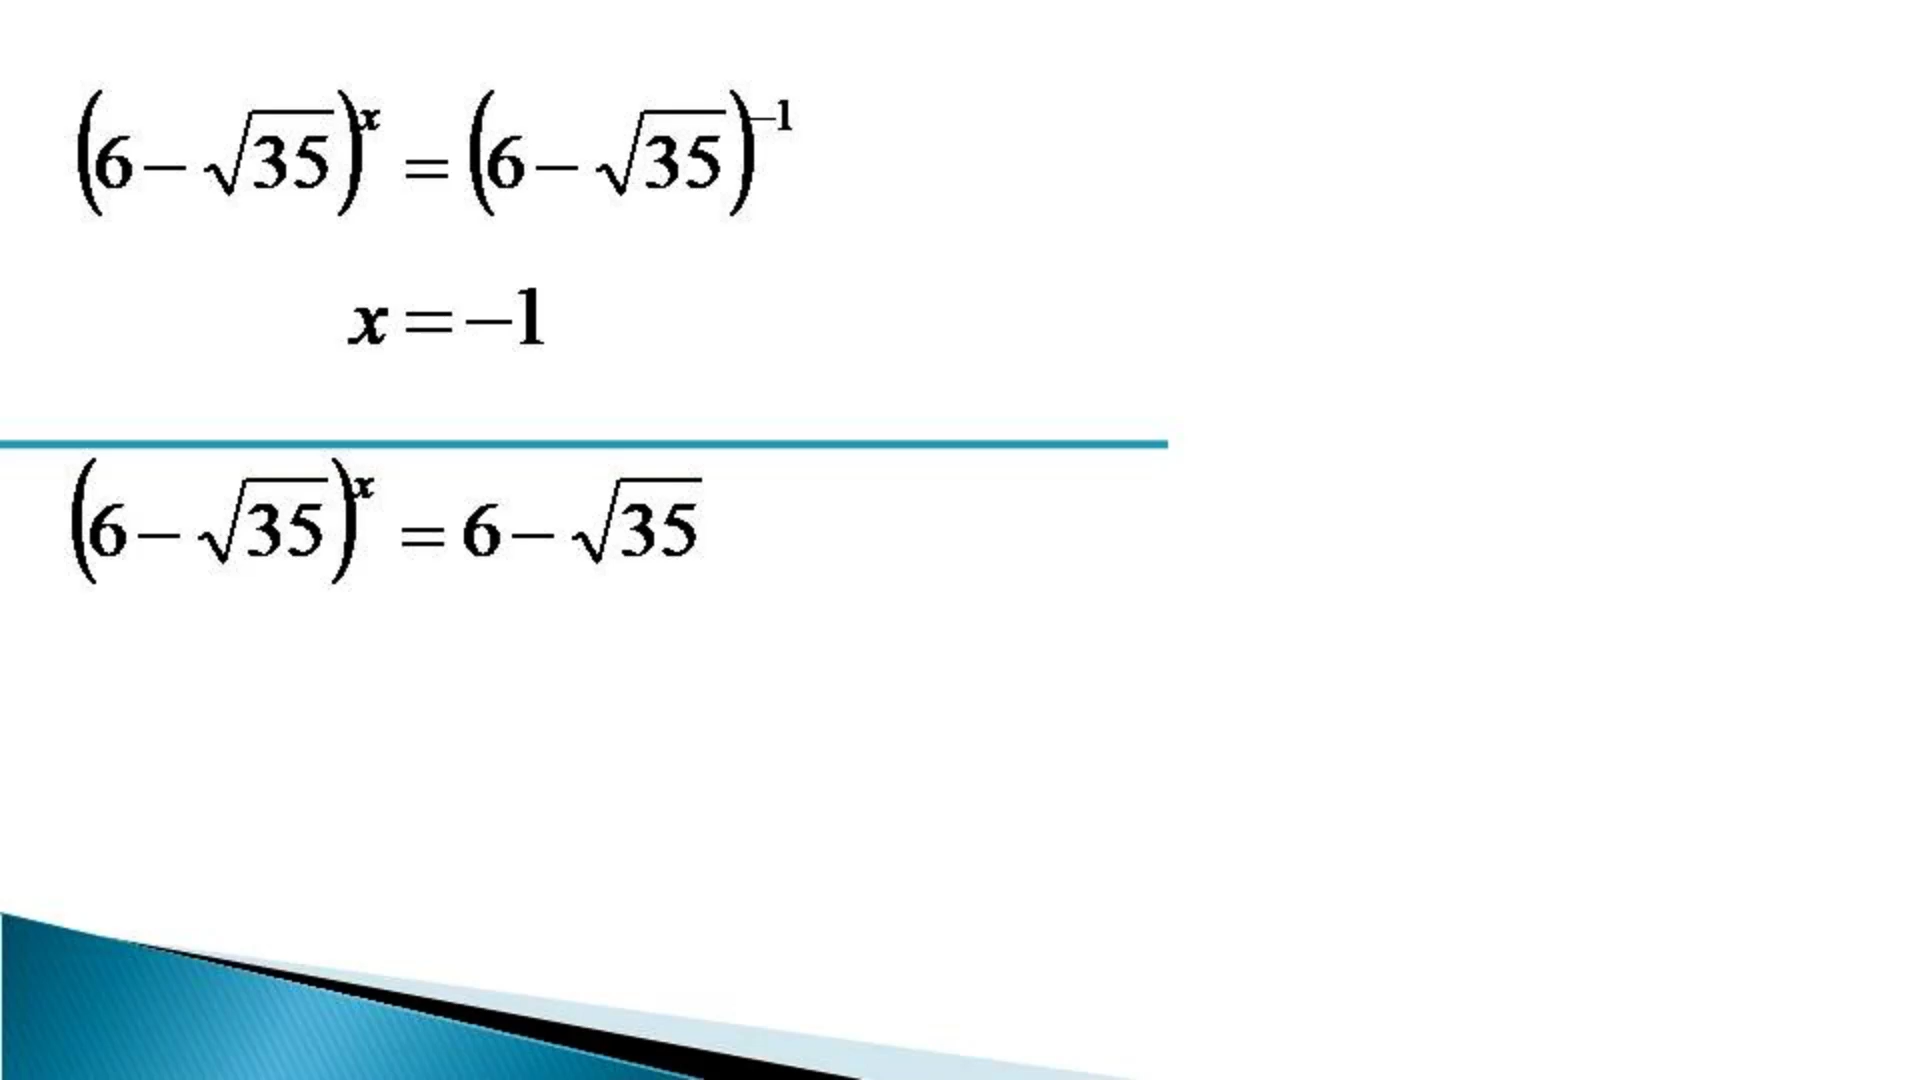 (6 − √35)^x = (6 − √35)^−1
x = −1
(6 − √35)^x = 6 − √35